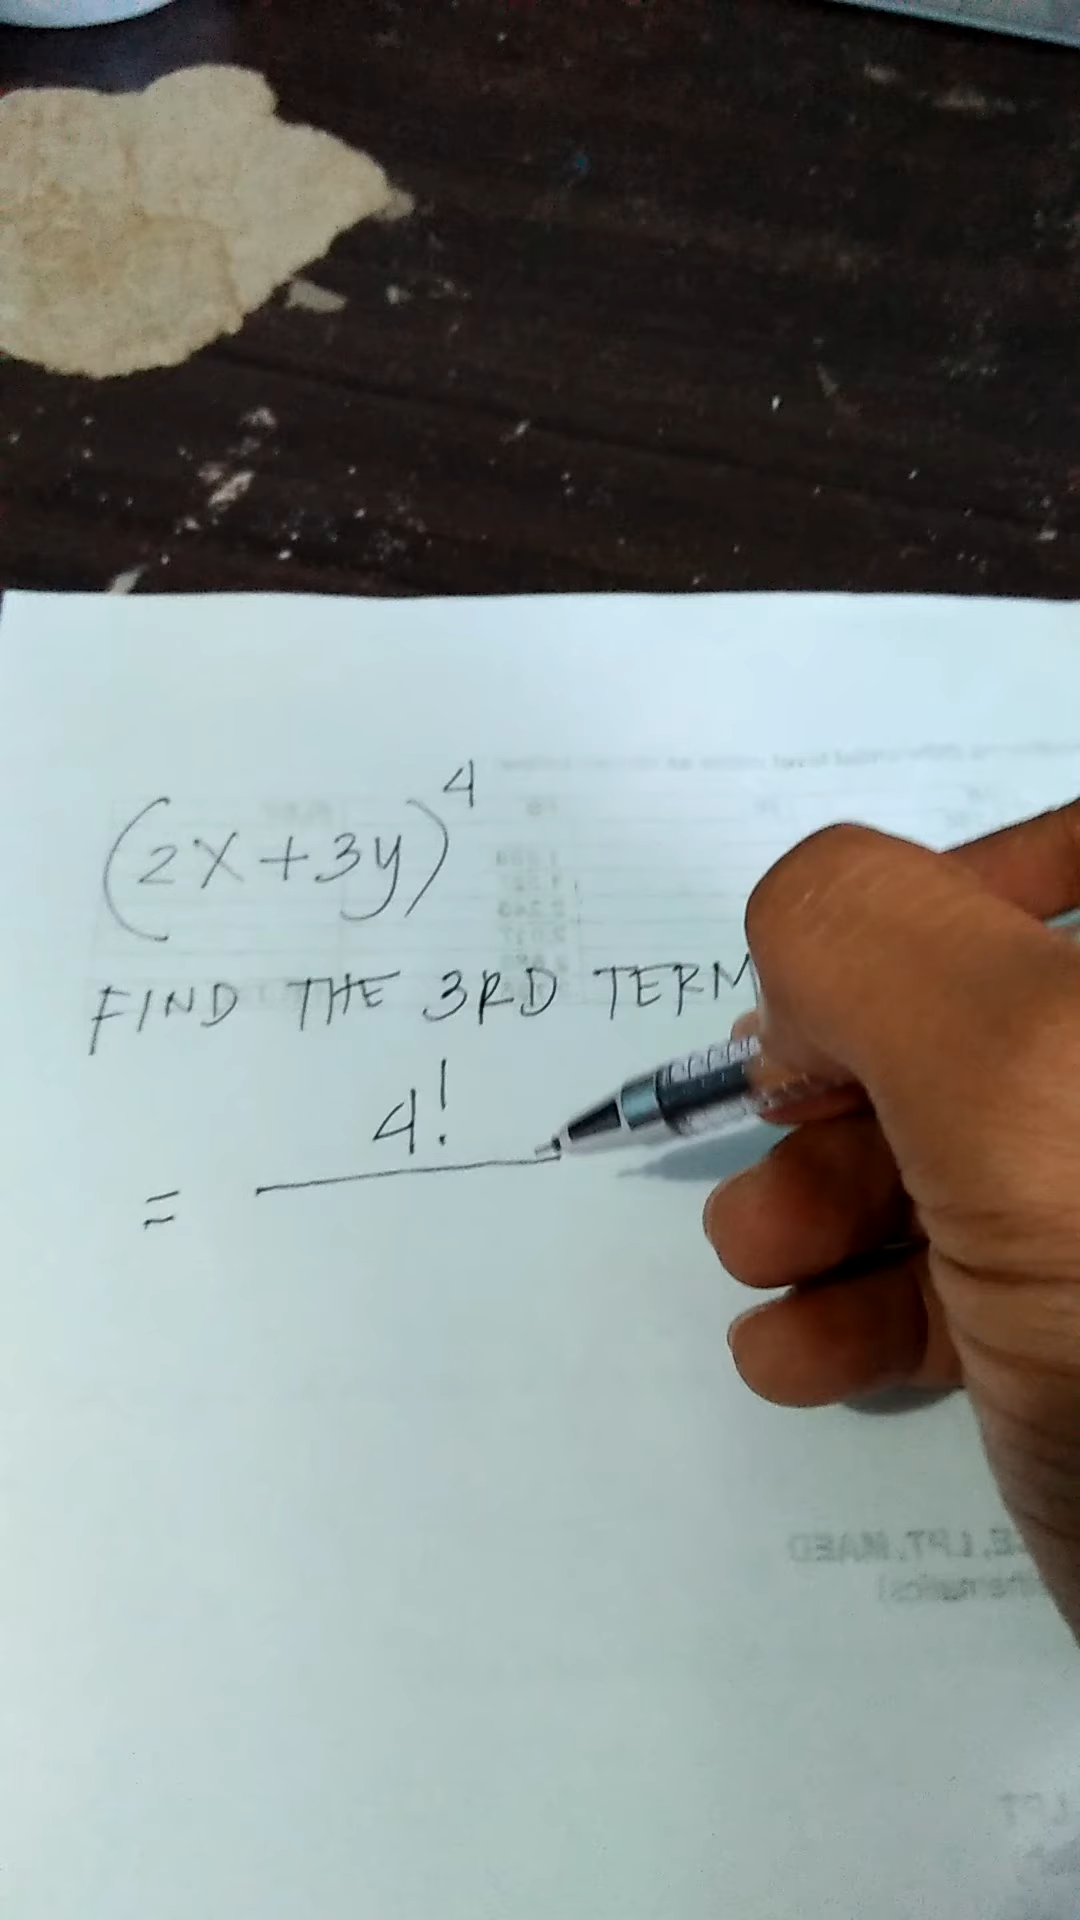 (2x+3y)^4
FIND THE 3RD TERM
= 4!